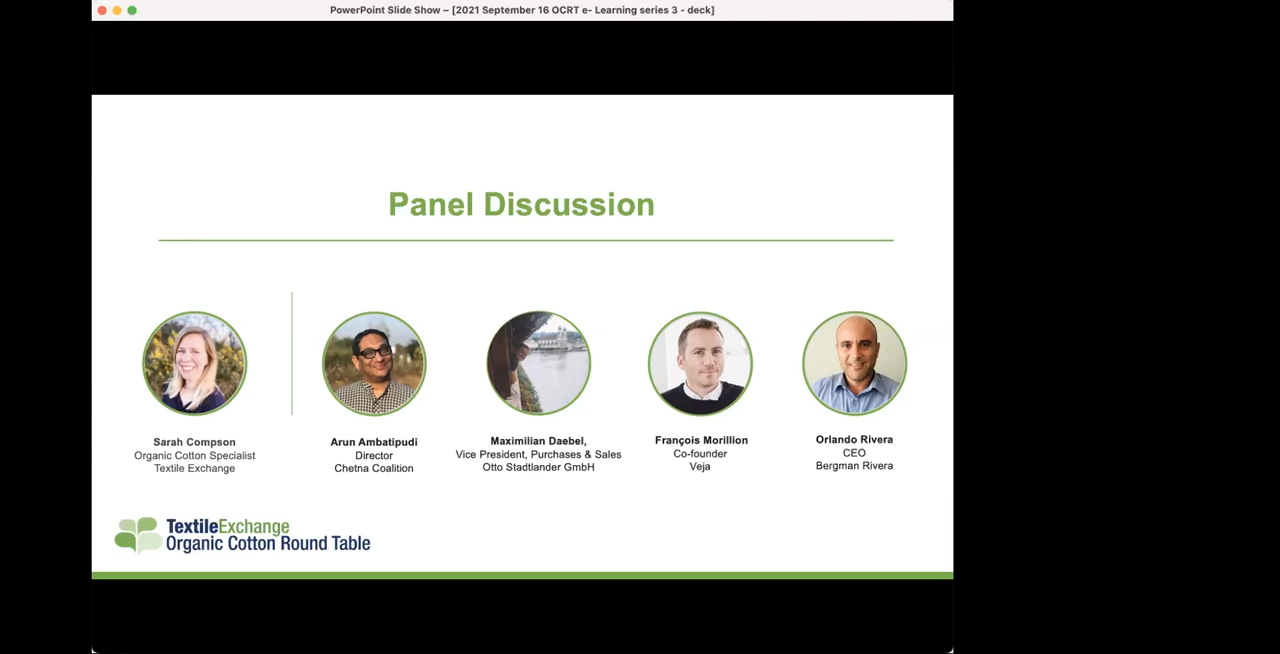 PowerPoint Slide Show – [2021 September 16 OCRT e- Learning series 3 - deck]
Panel Discussion
Sarah Compson
Organic Cotton Specialist
Textile Exchange
Arun Ambatipudi
Director
Chetna Coalition
Maximilian Daebel,
Vice President, Purchases & Sales
Otto Stadtlander GmbH
François Morillion
Co-founder
Veja
Orlando Rivera
CEO
Bergman Rivera
TextileExchange
Organic Cotton Round Table